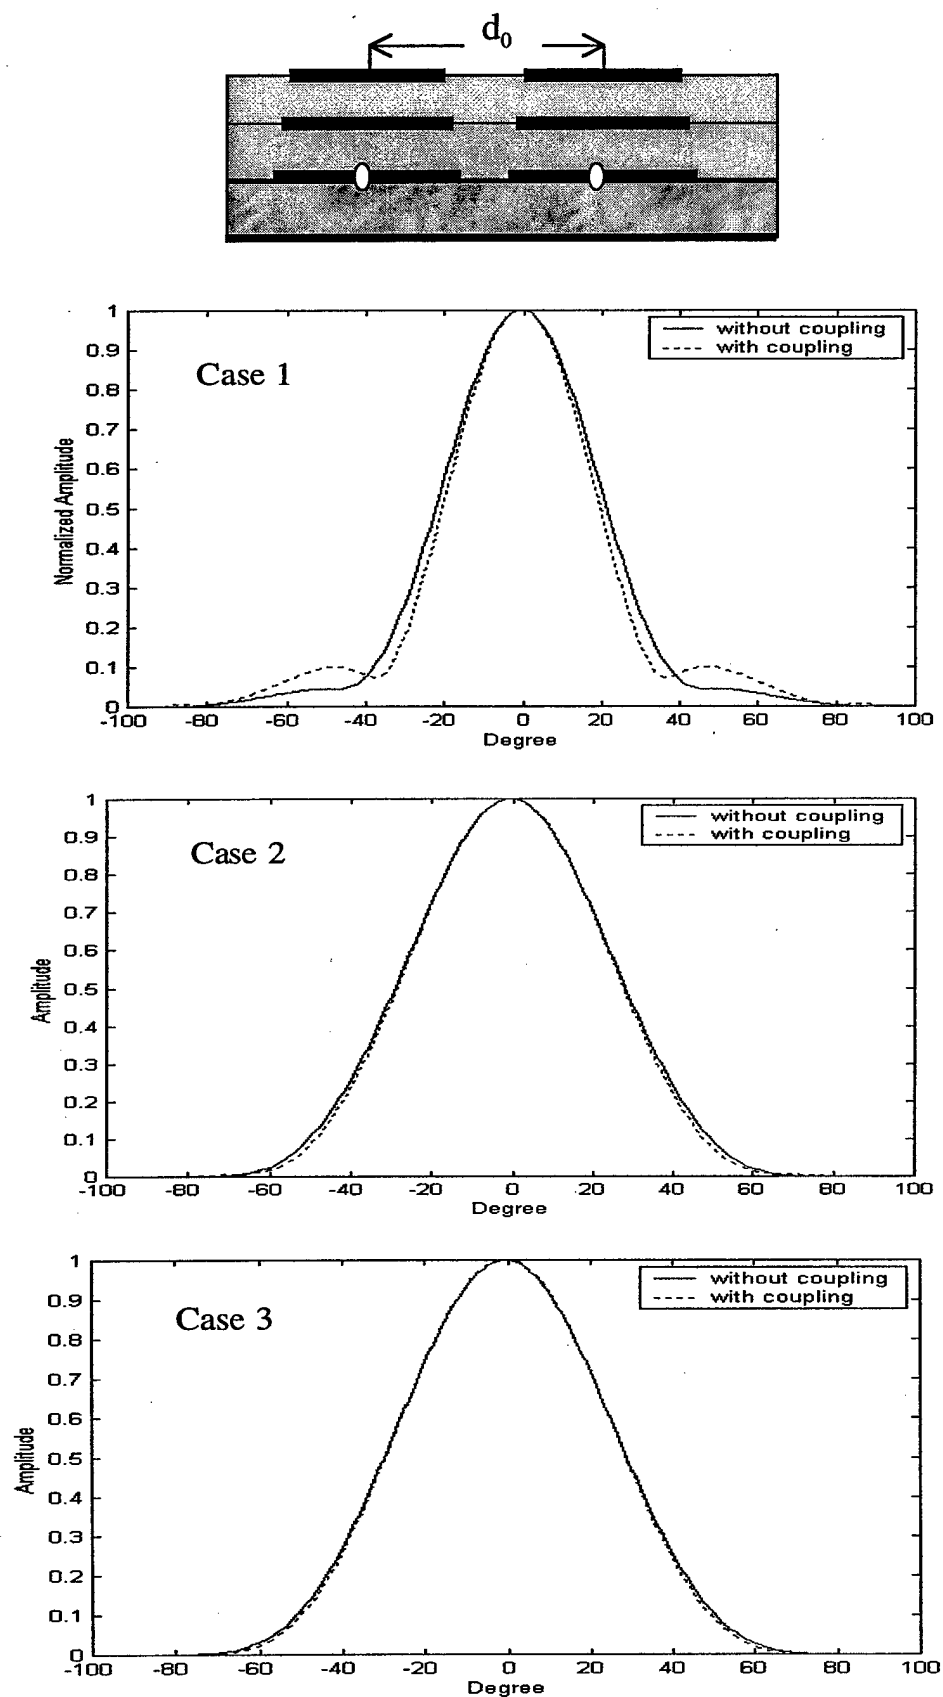 d0
1
0.9
0.8
0.7
0.6
0.5
0.4
0.3
0.2
0.1
0
Normalized Amplitude
Case 1
without coupling
with coupling
-100 -80 -60 -40 -20 0 20 40 60 80 100
Degree
1
0.9
0.8
0.7
0.6
0.5
0.4
0.3
0.2
0.1
0
Amplitude
Case 2
without coupling
with coupling
-100 -80 -60 -40 -20 0 20 40 60 80 100
Degree
1
0.9
0.8
0.7
0.6
0.5
0.4
0.3
0.2
0.1
0
Amplitude
Case 3
without coupling
with coupling
-100 -80 -60 -40 -20 0 20 40 60 80 100
Degree